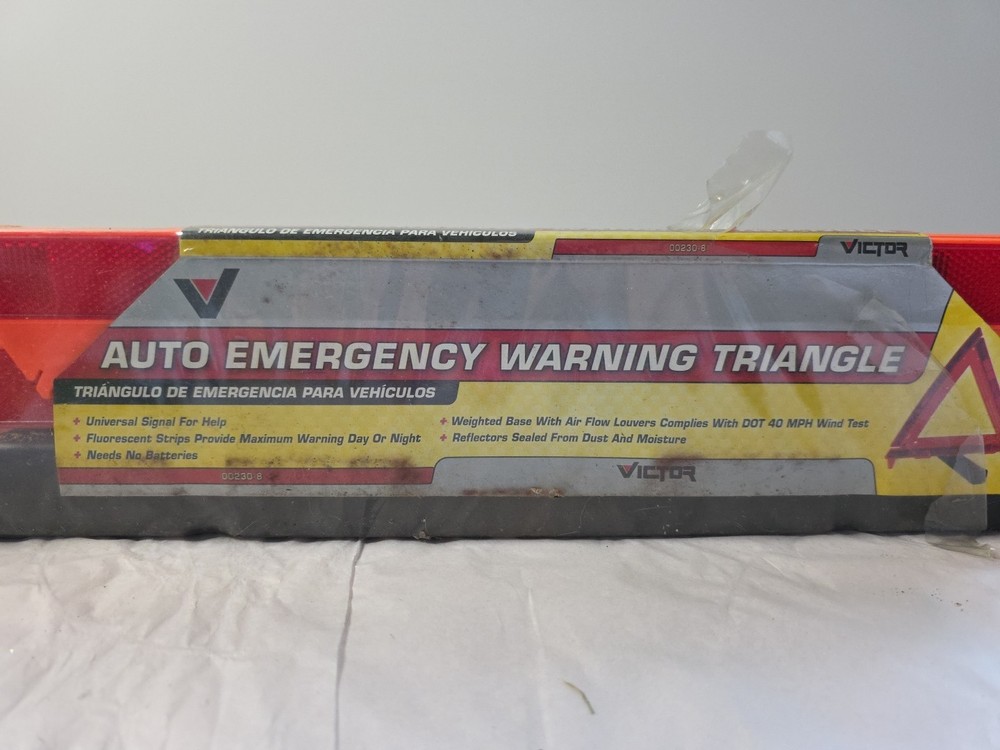 TRIÁNGULO DE EMERGENCIA PARA VEHÍCULOS
00230-8
VICTOR
V
AUTO EMERGENCY WARNING TRIANGLE
TRIÁNGULO DE EMERGENCIA PARA VEHÍCULOS
+ Universal Signal For Help
+ Fluorescent Strips Provide Maximum Warning Day Or Night
+ Needs No Batteries
+ Weighted Base With Air Flow Louvers Complies With DOT 40 MPH Wind Test
+ Reflectors Sealed From Dust And Moisture
00230-8
VICTOR